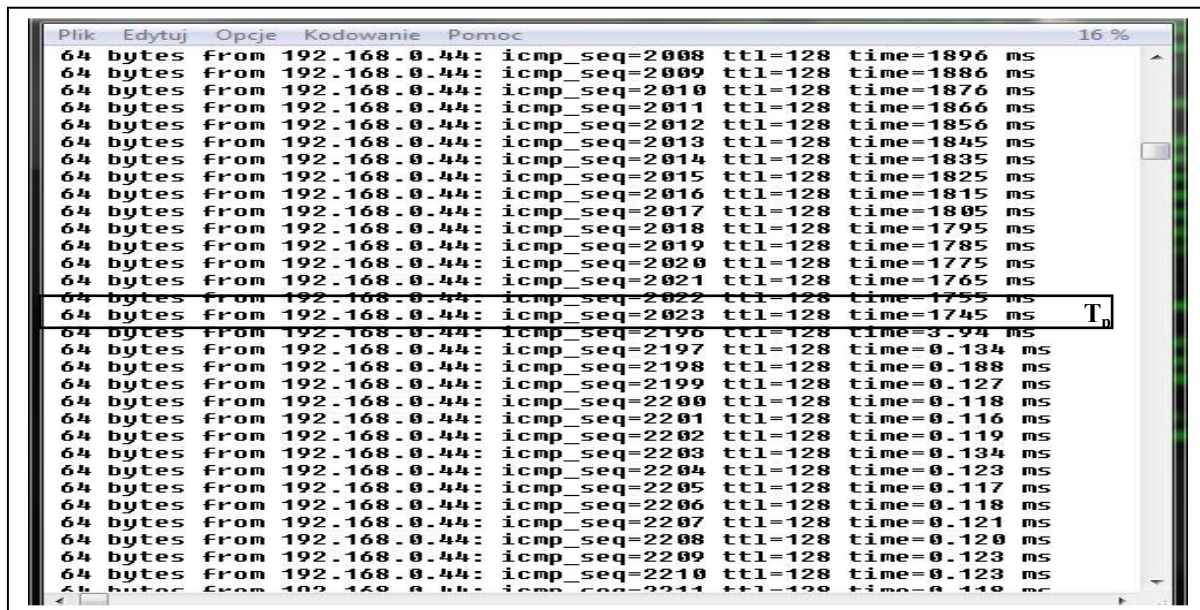 Plik Edytuj Opcje Kodowanie Pomoc 16 %
64 bytes from 192.168.0.44: icmp_seq=2008 ttl=128 time=1896 ms
64 bytes from 192.168.0.44: icmp_seq=2009 ttl=128 time=1886 ms
64 bytes from 192.168.0.44: icmp_seq=2010 ttl=128 time=1876 ms
64 bytes from 192.168.0.44: icmp_seq=2011 ttl=128 time=1866 ms
64 bytes from 192.168.0.44: icmp_seq=2012 ttl=128 time=1856 ms
64 bytes from 192.168.0.44: icmp_seq=2013 ttl=128 time=1845 ms
64 bytes from 192.168.0.44: icmp_seq=2014 ttl=128 time=1835 ms
64 bytes from 192.168.0.44: icmp_seq=2015 ttl=128 time=1825 ms
64 bytes from 192.168.0.44: icmp_seq=2016 ttl=128 time=1815 ms
64 bytes from 192.168.0.44: icmp_seq=2017 ttl=128 time=1805 ms
64 bytes from 192.168.0.44: icmp_seq=2018 ttl=128 time=1795 ms
64 bytes from 192.168.0.44: icmp_seq=2019 ttl=128 time=1785 ms
64 bytes from 192.168.0.44: icmp_seq=2020 ttl=128 time=1775 ms
64 bytes from 192.168.0.44: icmp_seq=2021 ttl=128 time=1765 ms
64 bytes from 192.168.0.44: icmp_seq=2022 ttl=128 time=1755 ms
64 bytes from 192.168.0.44: icmp_seq=2023 ttl=128 time=1745 ms Tp
64 bytes from 192.168.0.44: icmp_seq=2196 ttl=128 time=3.94 ms
64 bytes from 192.168.0.44: icmp_seq=2197 ttl=128 time=0.134 ms
64 bytes from 192.168.0.44: icmp_seq=2198 ttl=128 time=0.188 ms
64 bytes from 192.168.0.44: icmp_seq=2199 ttl=128 time=0.127 ms
64 bytes from 192.168.0.44: icmp_seq=2200 ttl=128 time=0.118 ms
64 bytes from 192.168.0.44: icmp_seq=2201 ttl=128 time=0.116 ms
64 bytes from 192.168.0.44: icmp_seq=2202 ttl=128 time=0.119 ms
64 bytes from 192.168.0.44: icmp_seq=2203 ttl=128 time=0.134 ms
64 bytes from 192.168.0.44: icmp_seq=2204 ttl=128 time=0.123 ms
64 bytes from 192.168.0.44: icmp_seq=2205 ttl=128 time=0.117 ms
64 bytes from 192.168.0.44: icmp_seq=2206 ttl=128 time=0.118 ms
64 bytes from 192.168.0.44: icmp_seq=2207 ttl=128 time=0.121 ms
64 bytes from 192.168.0.44: icmp_seq=2208 ttl=128 time=0.120 ms
64 bytes from 192.168.0.44: icmp_seq=2209 ttl=128 time=0.123 ms
64 bytes from 192.168.0.44: icmp_seq=2210 ttl=128 time=0.123 ms
64 bytes from 192.168.0.44: icmp_seq=2211 ttl=128 time=0.119 ms